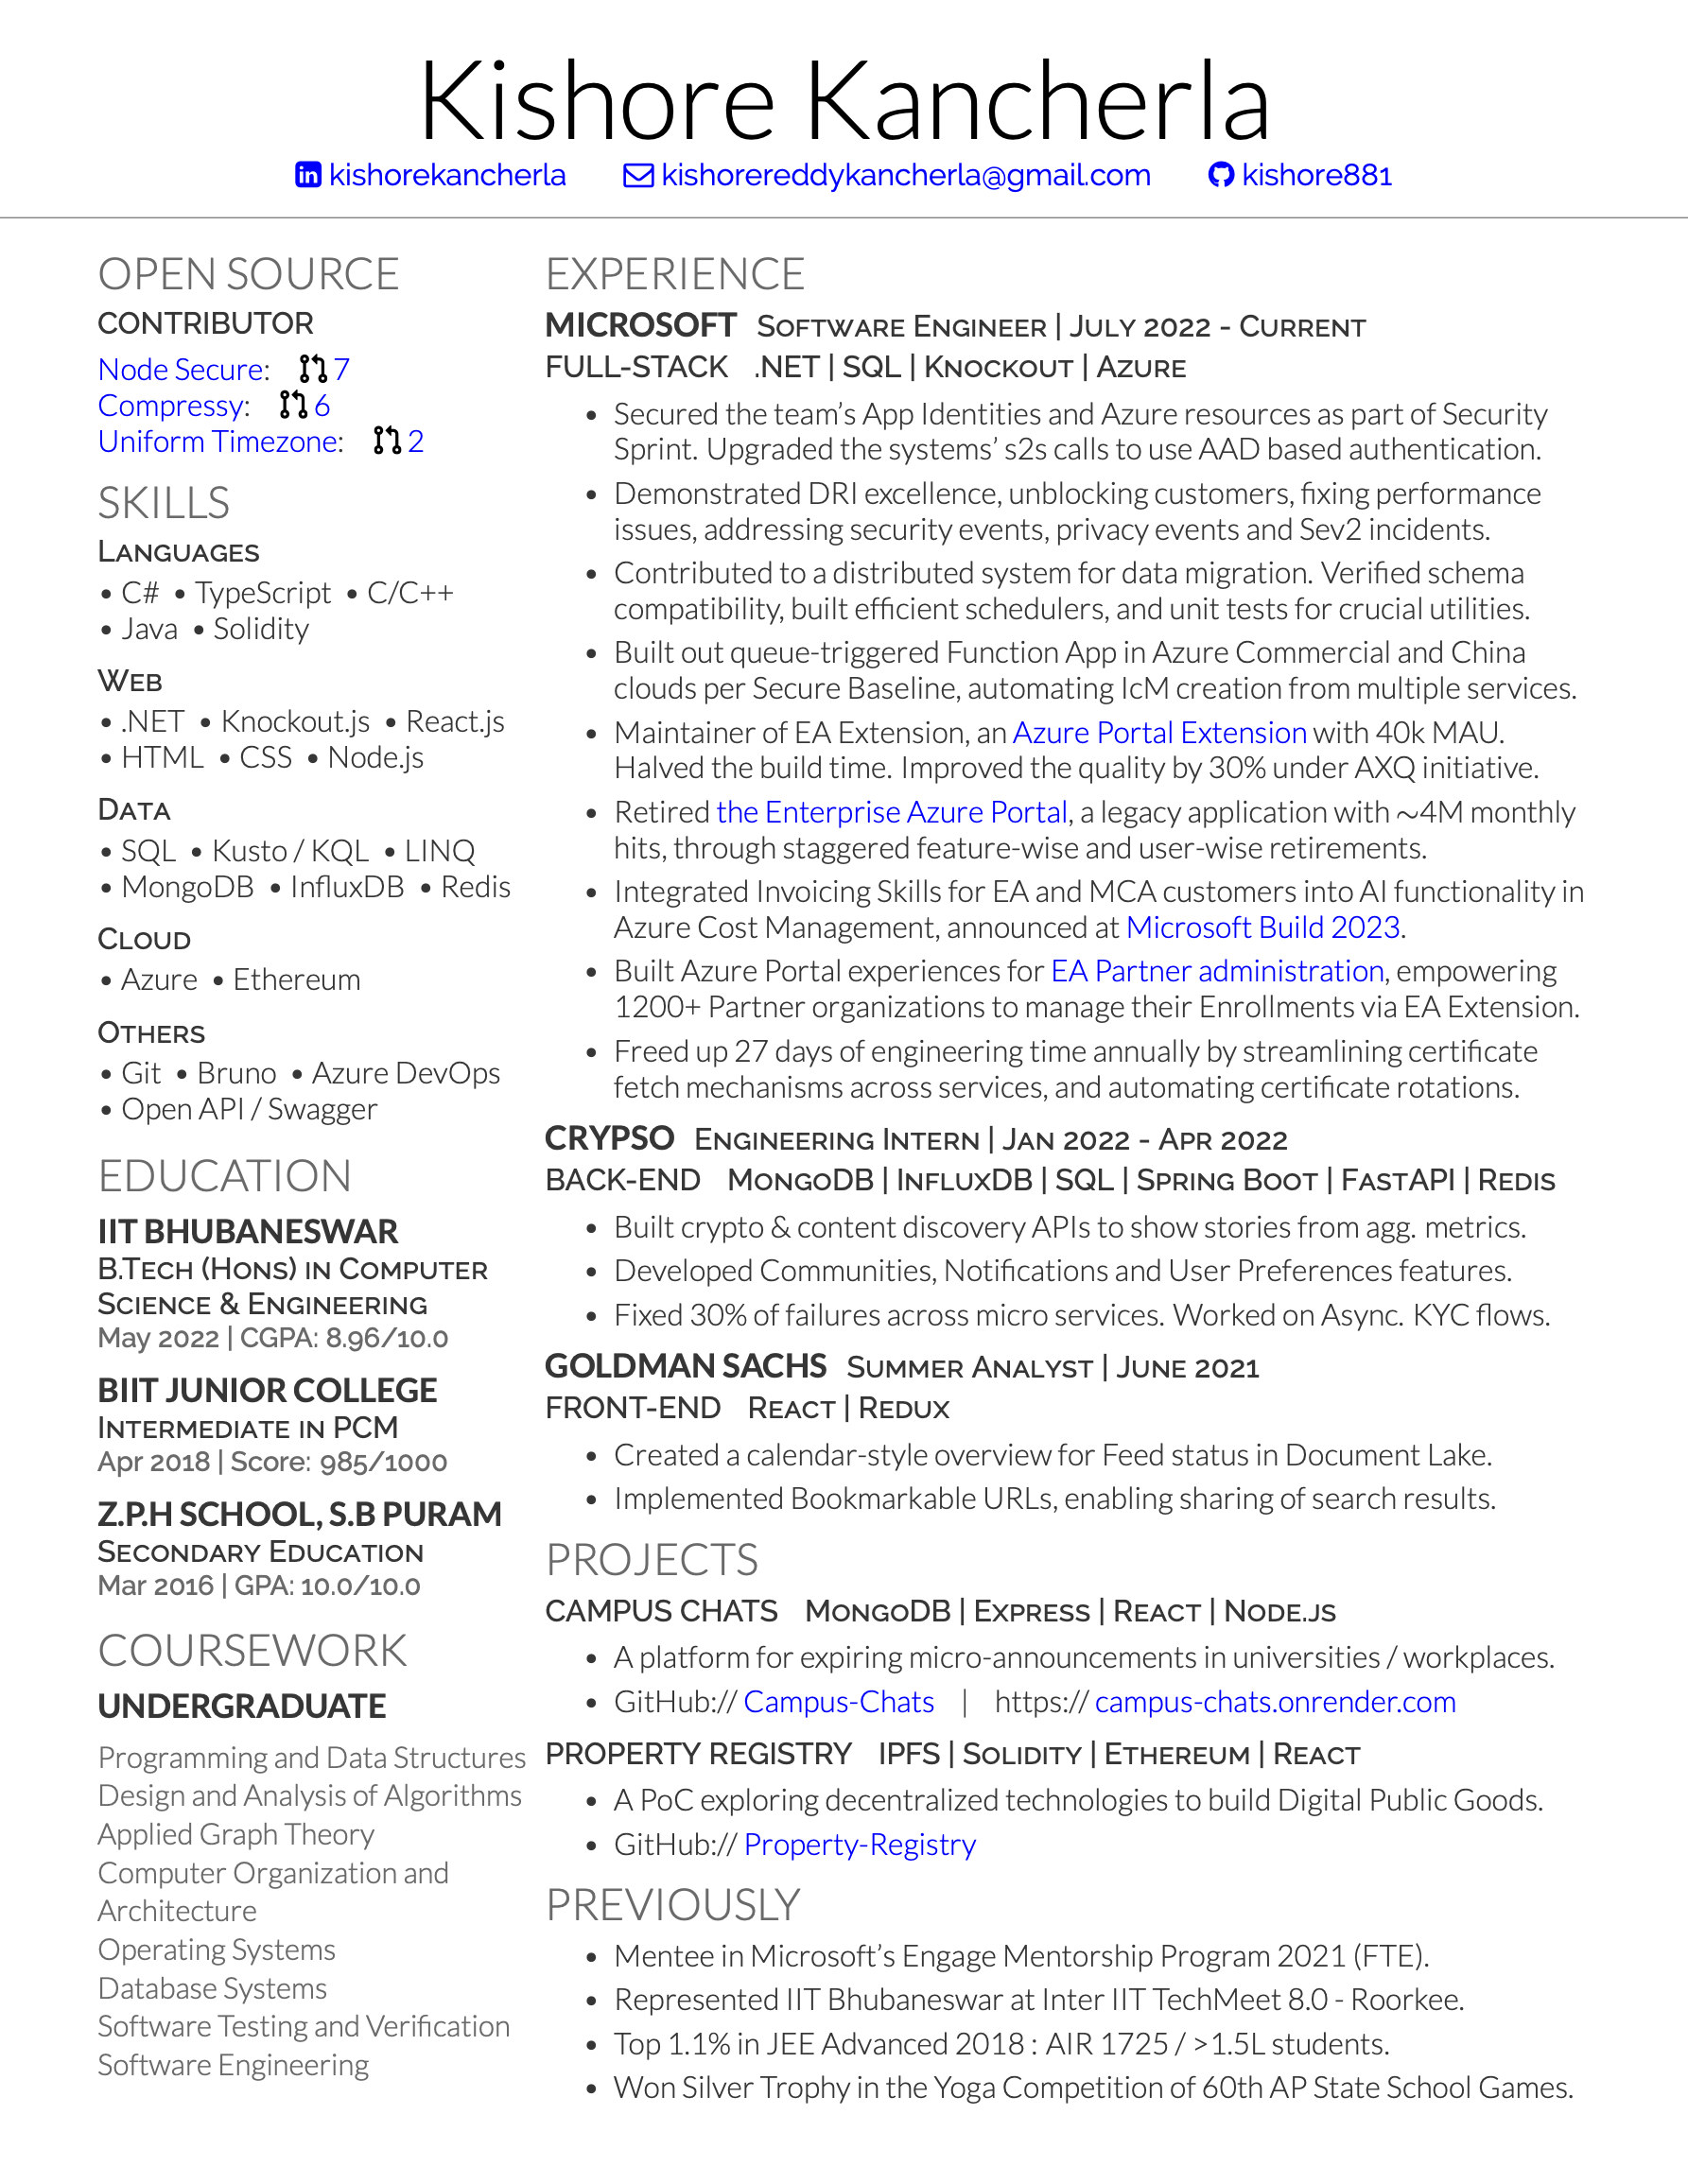 Kishore Kancherla
kishorekancherla kishorereddykancherla@gmail.com kishore881
OPEN SOURCE
CONTRIBUTOR
Node Secure: 7
Compressy: 6
Uniform Timezone: 2
SKILLS
Languages
• C# • TypeScript • C/C++
• Java • Solidity
Web
• .NET • Knockout.js • React.js
• HTML • CSS • Node.js
Data
• SQL • Kusto / KQL • LINQ
• MongoDB • InfluxDB • Redis
Cloud
• Azure • Ethereum
Others
• Git • Bruno • Azure DevOps
• Open API / Swagger
EDUCATION
IIT BHUBANESWAR
B.Tech (Hons) in Computer
Science & Engineering
May 2022 | CGPA: 8.96/10.0
BIIT JUNIOR COLLEGE
Intermediate in PCM
Apr 2018 | Score: 985/1000
Z.P.H SCHOOL, S.B PURAM
Secondary Education
Mar 2016 | GPA: 10.0/10.0
COURSEWORK
UNDERGRADUATE
Programming and Data Structures
Design and Analysis of Algorithms
Applied Graph Theory
Computer Organization and
Architecture
Operating Systems
Database Systems
Software Testing and Verification
Software Engineering
EXPERIENCE
MICROSOFT Software Engineer | July 2022 - Current
FULL-STACK .NET | SQL | Knockout | Azure
• Secured the team's App Identities and Azure resources as part of Security
Sprint. Upgraded the systems' s2s calls to use AAD based authentication.
• Demonstrated DRI excellence, unblocking customers, fixing performance
issues, addressing security events, privacy events and Sev2 incidents.
• Contributed to a distributed system for data migration. Verified schema
compatibility, built efficient schedulers, and unit tests for crucial utilities.
• Built out queue-triggered Function App in Azure Commercial and China
clouds per Secure Baseline, automating IcM creation from multiple services.
• Maintainer of EA Extension, an Azure Portal Extension with 40k MAU.
Halved the build time. Improved the quality by 30% under AXQ initiative.
• Retired the Enterprise Azure Portal, a legacy application with ~4M monthly
hits, through staggered feature-wise and user-wise retirements.
• Integrated Invoicing Skills for EA and MCA customers into AI functionality in
Azure Cost Management, announced at Microsoft Build 2023.
• Built Azure Portal experiences for EA Partner administration, empowering
1200+ Partner organizations to manage their Enrollments via EA Extension.
• Freed up 27 days of engineering time annually by streamlining certificate
fetch mechanisms across services, and automating certificate rotations.
CRYPSO Engineering Intern | Jan 2022 - Apr 2022
BACK-END MongoDB | InfluxDB | SQL | Spring Boot | FastAPI | Redis
• Built crypto & content discovery APIs to show stories from agg. metrics.
• Developed Communities, Notifications and User Preferences features.
• Fixed 30% of failures across micro services. Worked on Async. KYC flows.
GOLDMAN SACHS Summer Analyst | June 2021
FRONT-END React | Redux
• Created a calendar-style overview for Feed status in Document Lake.
• Implemented Bookmarkable URLs, enabling sharing of search results.
PROJECTS
CAMPUS CHATS MongoDB | Express | React | Node.js
• A platform for expiring micro-announcements in universities / workplaces.
• GitHub:// Campus-Chats | https:// campus-chats.onrender.com
PROPERTY REGISTRY IPFS | Solidity | Ethereum | React
• A PoC exploring decentralized technologies to build Digital Public Goods.
• GitHub:// Property-Registry
PREVIOUSLY
• Mentee in Microsoft's Engage Mentorship Program 2021 (FTE).
• Represented IIT Bhubaneswar at Inter IIT TechMeet 8.0 - Roorkee.
• Top 1.1% in JEE Advanced 2018 : AIR 1725 / >1.5L students.
• Won Silver Trophy in the Yoga Competition of 60th AP State School Games.